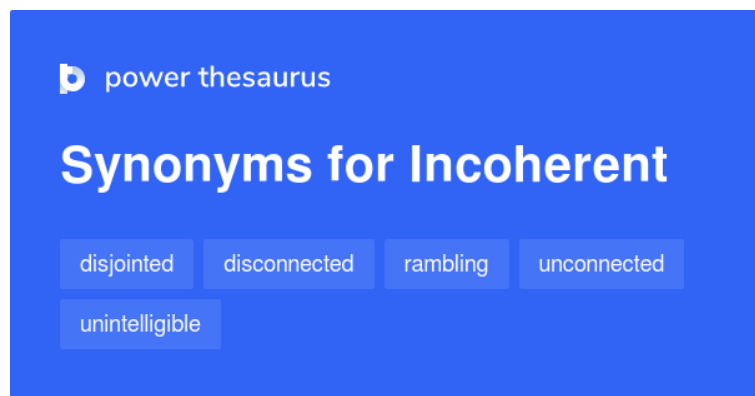 power thesaurus
Synonyms for Incoherent
disjointed disconnected rambling unconnected
unintelligible